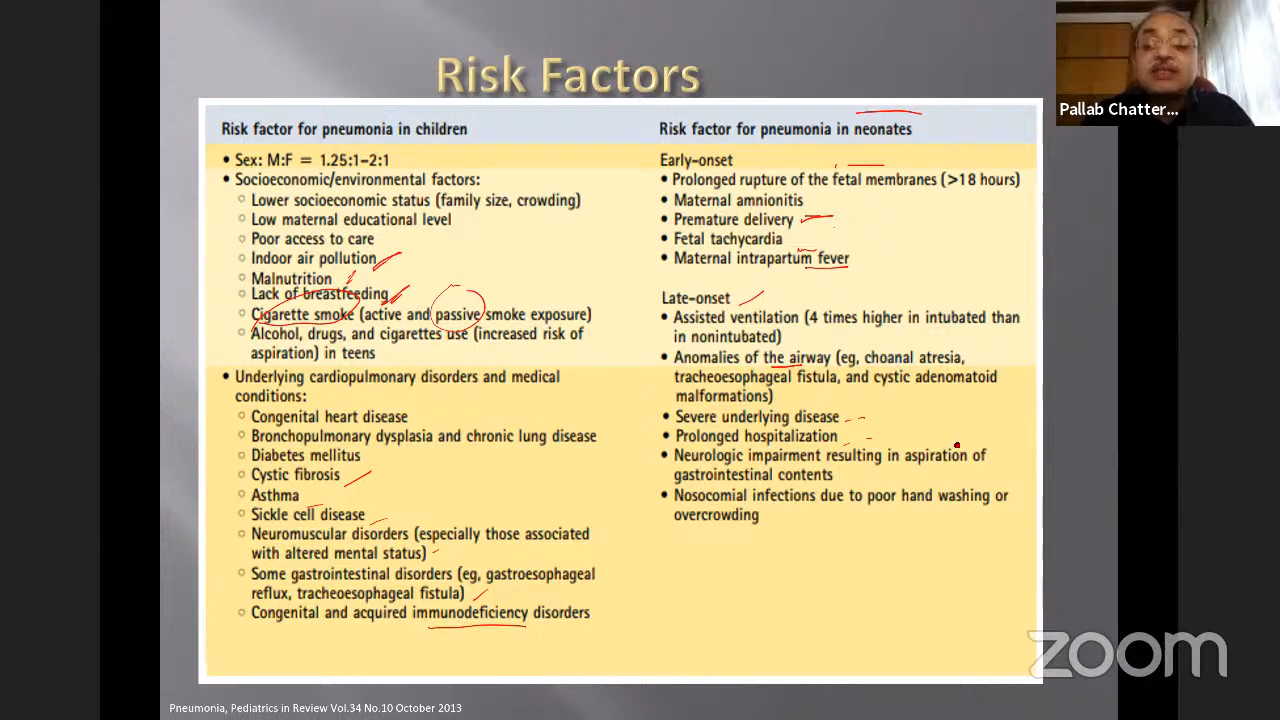 Risk Factors
Pallab Chatter...
Risk factor for pneumonia in children
• Sex: M:F = 1.25:1–2:1
• Socioeconomic/environmental factors:
○ Lower socioeconomic status (family size, crowding)
○ Low maternal educational level
○ Poor access to care
○ Indoor air pollution
○ Malnutrition
○ Lack of breastfeeding
○ Cigarette smoke (active and passive smoke exposure)
○ Alcohol, drugs, and cigarettes use (increased risk of
aspiration) in teens
• Underlying cardiopulmonary disorders and medical
conditions:
○ Congenital heart disease
○ Bronchopulmonary dysplasia and chronic lung disease
○ Diabetes mellitus
○ Cystic fibrosis
○ Asthma
○ Sickle cell disease
○ Neuromuscular disorders (especially those associated
with altered mental status)
○ Some gastrointestinal disorders (eg, gastroesophageal
reflux, tracheoesophageal fistula)
○ Congenital and acquired immunodeficiency disorders
Risk factor for pneumonia in neonates
Early-onset
• Prolonged rupture of the fetal membranes (>18 hours)
• Maternal amnionitis
• Premature delivery
• Fetal tachycardia
• Maternal intrapartum fever
Late-onset
• Assisted ventilation (4 times higher in intubated than
in nonintubated)
• Anomalies of the airway (eg, choanal atresia,
tracheoesophageal fistula, and cystic adenomatoid
malformations)
• Severe underlying disease
• Prolonged hospitalization
• Neurologic impairment resulting in aspiration of
gastrointestinal contents
• Nosocomial infections due to poor hand washing or
overcrowding
zoom
Pneumonia, Pediatrics in Review Vol.34 No.10 October 2013